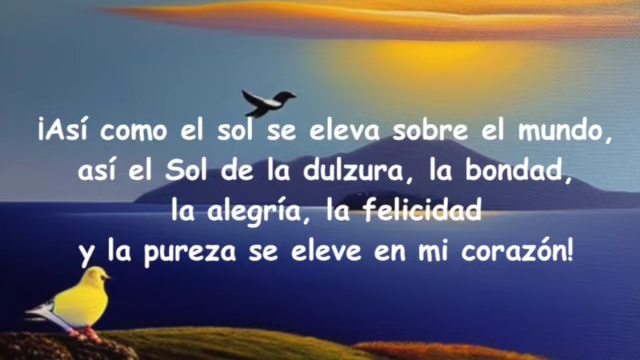 ¡Así como el sol se eleva sobre el mundo,
así el Sol de la dulzura, la bondad,
la alegría, la felicidad
y la pureza se eleve en mi corazón!